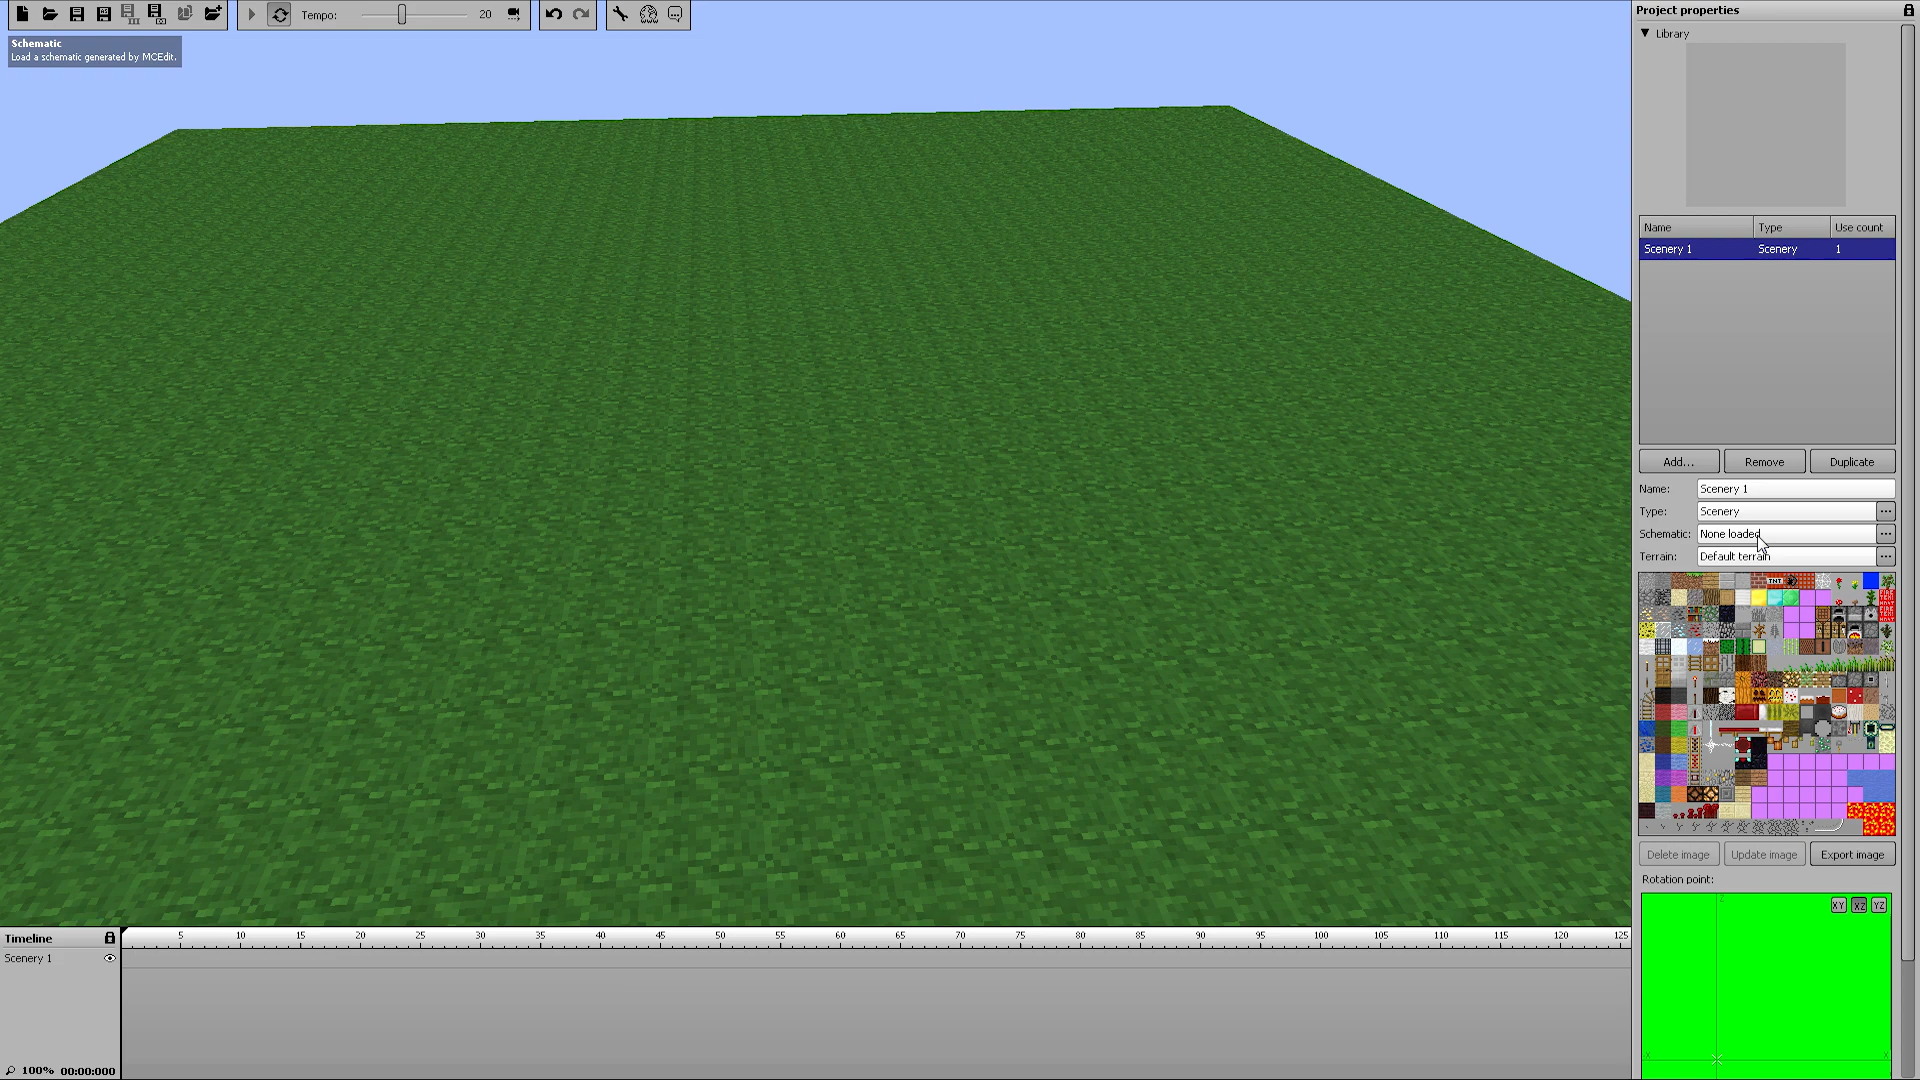 Tempo:
20
Schematic
Load a schematic generated by MCEdit.
Project properties
Library
Name Type Use count
Scenery 1 Scenery 1
Add... Remove Duplicate
Name: Scenery 1
Type: Scenery ...
Schematic: None loaded ...
Terrain: Default terrain ...
TNT
Delete image Update image Export image
Rotation point:
XY XZ YZ
Z
X X
Timeline
5 10 15 20 25 30 35 40 45 50 55 60 65 70 75 80 85 90 95 100 105 110 115 120 125
Scenery 1
100% 00:00:000